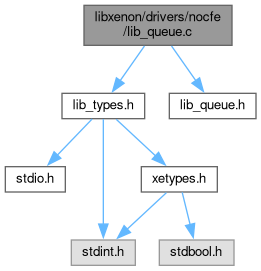 libxenon/drivers/nocfe
/lib_queue.c
lib_types.h
lib_queue.h
stdio.h
xetypes.h
stdint.h
stdbool.h